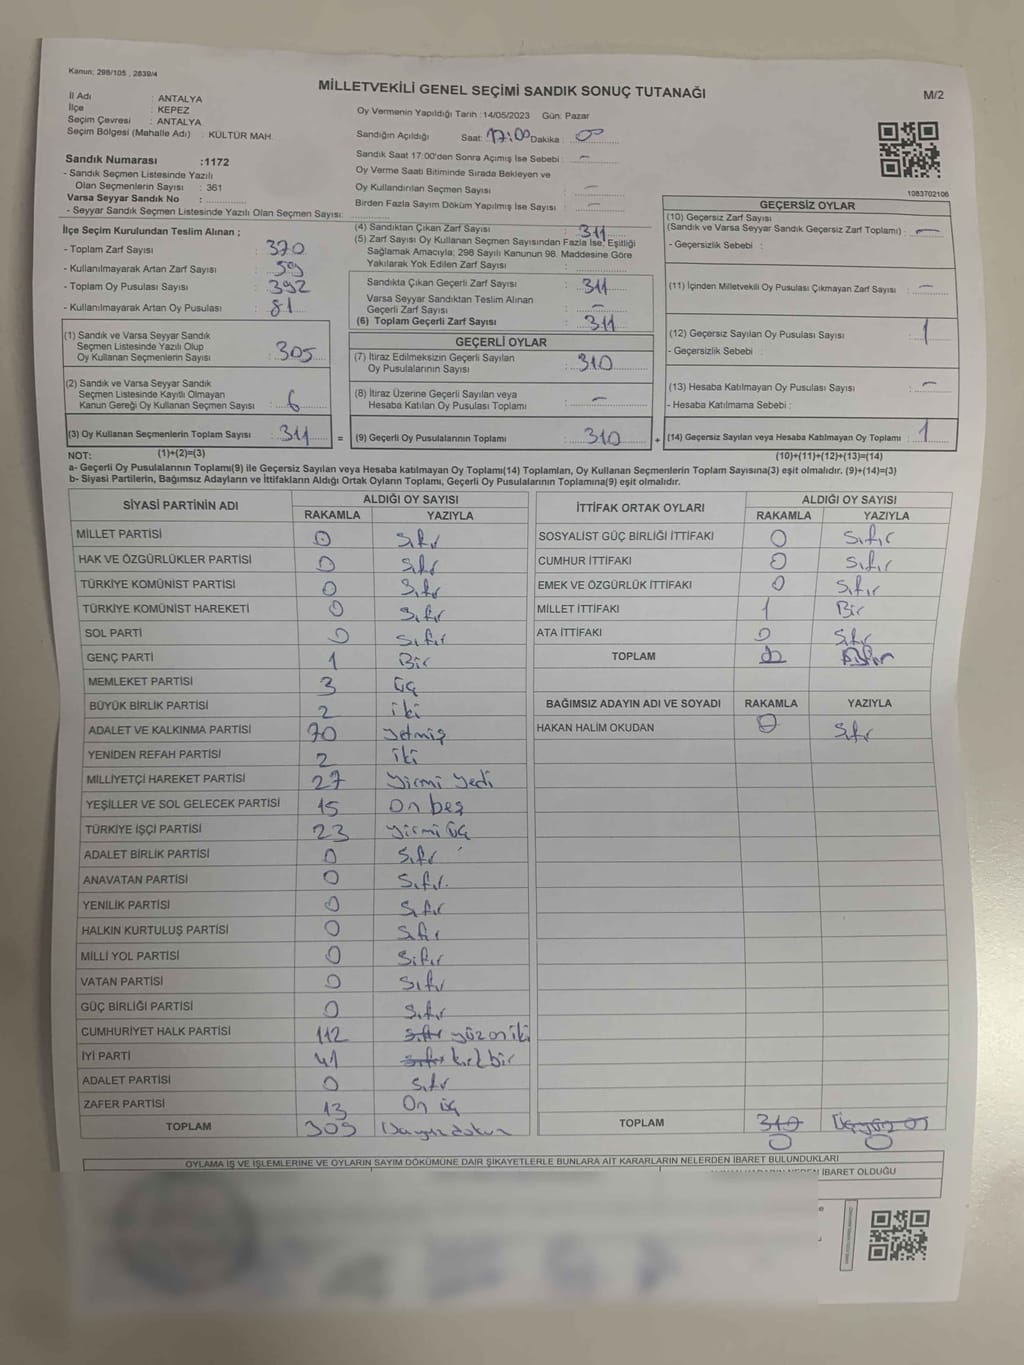 Kanun; 298/105 , 2839/4
MİLLETVEKİLİ GENEL SEÇİMİ SANDIK SONUÇ TUTANAĞI
M/2
İl Adı : ANTALYA
İlçe : KEPEZ
Seçim Çevresi : ANTALYA
Seçim Bölgesi (Mahalle Adı) : KÜLTÜR MAH.
Oy Vermenin Yapıldığı Tarih : 14/05/2023 Gün: Pazar
Sandığın Açıldığı Saat: 17:00 Dakika : 00
Sandık Saat 17:00'den Sonra Açımış İse Sebebi : -
Oy Verme Saati Bitiminde Sırada Bekleyen ve
Oy Kullandırılan Seçmen Sayısı : -
Birden Fazla Sayım Döküm Yapılmış İse Sayısı : -
1083702106
Sandık Numarası :1172
- Sandık Seçmen Listesinde Yazılı
Olan Seçmenlerin Sayısı : 361
Varsa Seyyar Sandık No :
- Seyyar Sandık Seçmen Listesinde Yazılı Olan Seçmen Sayısı:
İlçe Seçim Kurulundan Teslim Alınan ;
- Toplam Zarf Sayısı : 370
- Kullanılmayarak Artan Zarf Sayısı : 59
- Toplam Oy Pusulası Sayısı : 392
- Kullanılmayarak Artan Oy Pusulası : 81
(1) Sandık ve Varsa Seyyar Sandık
Seçmen Listesinde Yazılı Olup
Oy Kullanan Seçmenlerin Sayısı : 305
(2) Sandık ve Varsa Seyyar Sandık
Seçmen Listesinde Kayıtlı Olmayan
Kanun Gereği Oy Kullanan Seçmen Sayısı : 6
(3) Oy Kullanan Seçmenlerin Toplam Sayısı : 311
(1)+(2)=(3)
(4) Sandıktan Çıkan Zarf Sayısı : 311
(5) Zarf Sayısı Oy Kullanan Seçmen Sayısından Fazla İse, Eşitliği
Sağlamak Amacıyla; 298 Sayılı Kanunun 98. Maddesine Göre
Yakılarak Yok Edilen Zarf Sayısı :
Sandıkta Çıkan Geçerli Zarf Sayısı : 311
Varsa Seyyar Sandıktan Teslim Alınan
Geçerli Zarf Sayısı : -
(6) Toplam Geçerli Zarf Sayısı : 311
GEÇERLİ OYLAR
(7) İtiraz Edilmeksizin Geçerli Sayılan
Oy Pusulalarının Sayısı : 310
(8) İtiraz Üzerine Geçerli Sayılan veya
Hesaba Katılan Oy Pusulası Toplamı : -
= (9) Geçerli Oy Pusulalarının Toplamı : 310
GEÇERSİZ OYLAR
(10) Geçersiz Zarf Sayısı
(Sandık ve Varsa Seyyar Sandık Geçersiz Zarf Toplamı) : -
- Geçersizlik Sebebi :
(11) İçinden Milletvekili Oy Pusulası Çıkmayan Zarf Sayısı : -
(12) Geçersiz Sayılan Oy Pusulası Sayısı : 1
- Geçersizlik Sebebi :
(13) Hesaba Katılmayan Oy Pusulası Sayısı : -
- Hesaba Katılmama Sebebi :
+ (14) Geçersiz Sayılan veya Hesaba Katılmayan Oy Toplamı : 1
(10)+(11)+(12)+(13)=(14)
NOT:
a- Geçerli Oy Pusulalarının Toplamı(9) ile Geçersiz Sayılan veya Hesaba katılmayan Oy Toplamı(14) Toplamları, Oy Kullanan Seçmenlerin Toplam Sayısına(3) eşit olmalıdır. (9)+(14)=(3)
b- Siyasi Partilerin, Bağımsız Adayların ve İttifakların Aldığı Ortak Oyların Toplamı, Geçerli Oy Pusulalarının Toplamına(9) eşit olmalıdır.
SİYASİ PARTİNİN ADI ALDIĞI OY SAYISI
RAKAMLA YAZIYLA
MİLLET PARTİSİ 0 Sıfır
HAK VE ÖZGÜRLÜKLER PARTİSİ 0 Sıfır
TÜRKİYE KOMÜNİST PARTİSİ 0 Sıfır
TÜRKİYE KOMÜNİST HAREKETİ 0 Sıfır
SOL PARTİ 0 Sıfır
GENÇ PARTİ 1 Bir
MEMLEKET PARTİSİ 3 Üç
BÜYÜK BİRLİK PARTİSİ 2 iki
ADALET VE KALKINMA PARTİSİ 70 yetmiş
YENİDEN REFAH PARTİSİ 2 iki
MİLLİYETÇİ HAREKET PARTİSİ 27 yirmi yedi
YEŞİLLER VE SOL GELECEK PARTİSİ 15 On beş
TÜRKİYE İŞÇİ PARTİSİ 23 yirmi üç
ADALET BİRLİK PARTİSİ 0 Sıfır
ANAVATAN PARTİSİ 0 Sıfır.
YENİLİK PARTİSİ 0 Sıfır
HALKIN KURTULUŞ PARTİSİ 0 Sıfır
MİLLİ YOL PARTİSİ 0 Sıfır
VATAN PARTİSİ 0 Sıfır
GÜÇ BİRLİĞİ PARTİSİ 0 Sıfır
CUMHURİYET HALK PARTİSİ 112 Sıfır yüzoniki
İYİ PARTİ 41 Sıfır kırkbir
ADALET PARTİSİ 0 Sıfır
ZAFER PARTİSİ 13 On üç
TOPLAM 309
İTTİFAK ORTAK OYLARI ALDIĞI OY SAYISI
RAKAMLA YAZIYLA
SOSYALİST GÜÇ BİRLİĞİ İTTİFAKI 0 Sıfır
CUMHUR İTTİFAKI 0 Sıfır
EMEK VE ÖZGÜRLÜK İTTİFAKI 0 Sıfır
MİLLET İTTİFAKI 1 Bir
ATA İTTİFAKI 0 Sıfır
TOPLAM
BAĞIMSIZ ADAYIN ADI VE SOYADI RAKAMLA YAZIYLA
HAKAN HALİM OKUDAN 0 Sıfır
TOPLAM 310 Üçyüz on
0 0
OYLAMA İŞ VE İŞLEMLERİNE VE OYLARIN SAYIM DÖKÜMÜNE DAİR ŞİKAYETLERLE BUNLARA AİT KARARLARIN NELERDEN İBARET BULUNDUKLARI
İBARET OLDUĞU